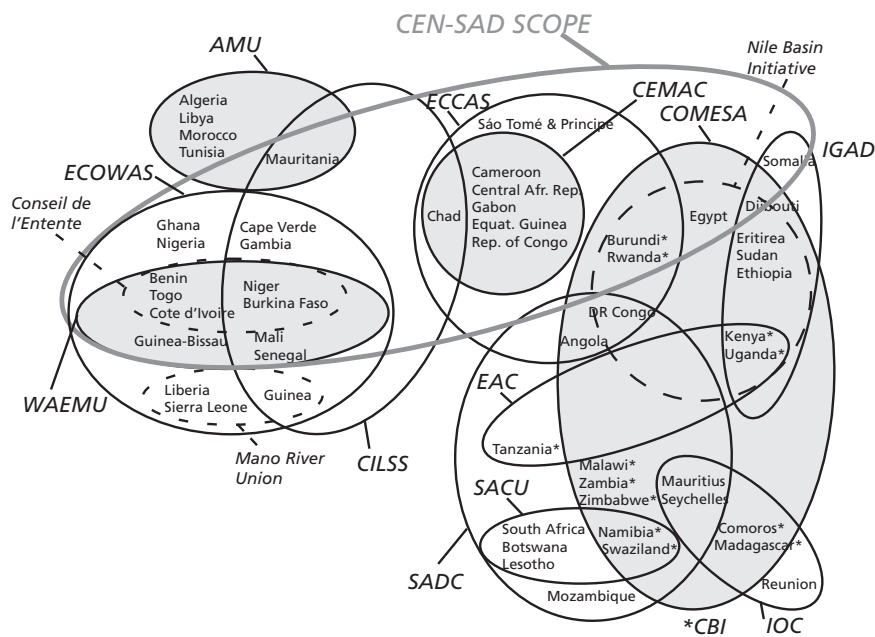 CEN-SAD SCOPE
AMU
Nile Basin
Initiative
ECCAS
CEMAC
COMESA
Algeria
Libya
Morocco
Tunisia
Mauritania
Sáo Tomé & Principe
IGAD
Somalia
ECOWAS
Conseil de
l'Entente
Cameroon
Central Afr. Rep.
Gabon
Equat. Guinea
Rep. of Congo
Chad
Djibouti
Egypt
Ghana
Nigeria
Cape Verde
Gambia
Burundi*
Rwanda*
Eritirea
Sudan
Ethiopia
Benin
Togo
Cote d'Ivoire
Niger
Burkina Faso
Guinea-Bissau
Mali
Senegal
DR Congo
Angola
Kenya*
Uganda*
WAEMU
Liberia
Sierra Leone
Guinea
EAC
Tanzania*
Mano River
Union
CILSS
Malawi*
Zambia*
Zimbabwe*
Mauritius
Seychelles
SACU
South Africa
Botswana
Lesotho
Namibia*
Swaziland*
Comoros*
Madagascar*
SADC
Mozambique
Reunion
*CBI
IOC